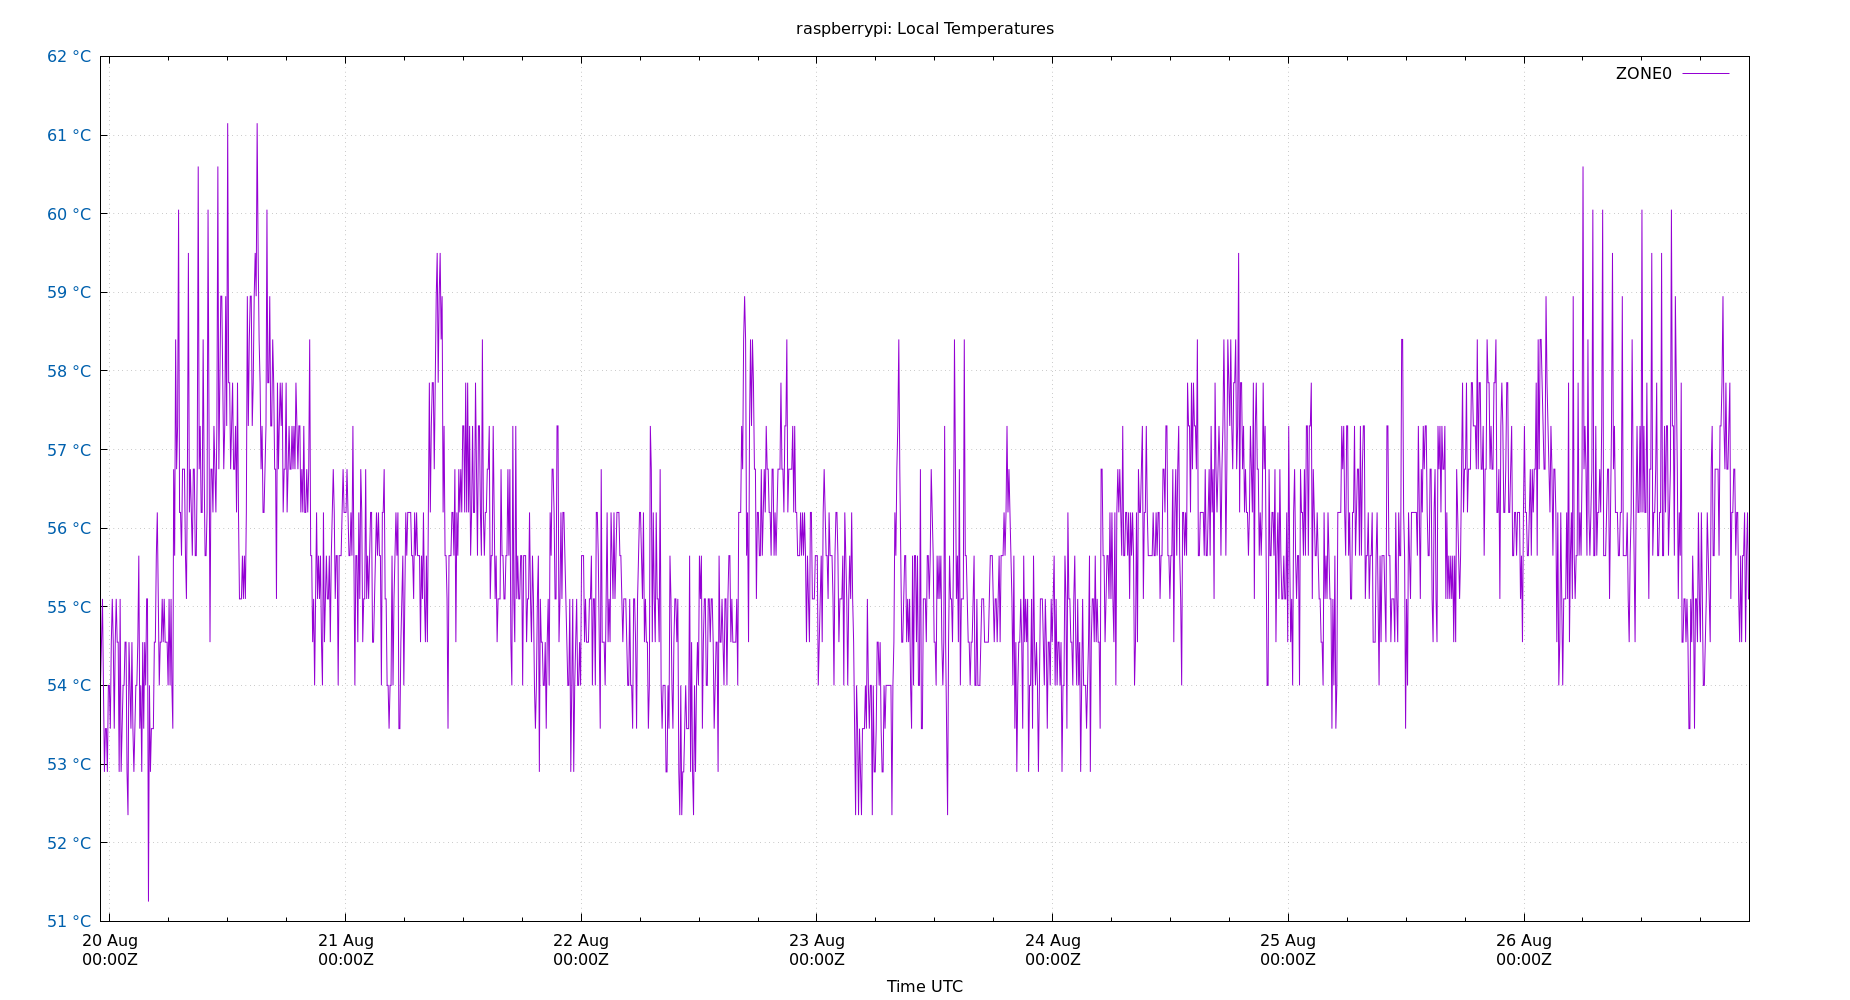 raspberrypi: Local Temperatures
62 °C
ZONE0
61 °C
60 °C
59 °C
58 °C
57 °C
56 °C
55 °C
54 °C
53 °C
52 °C
51 °C
20 Aug 21 Aug 22 Aug 23 Aug 24 Aug 25 Aug 26 Aug
00:00Z 00:00Z 00:00Z 00:00Z 00:00Z 00:00Z 00:00Z
Time UTC